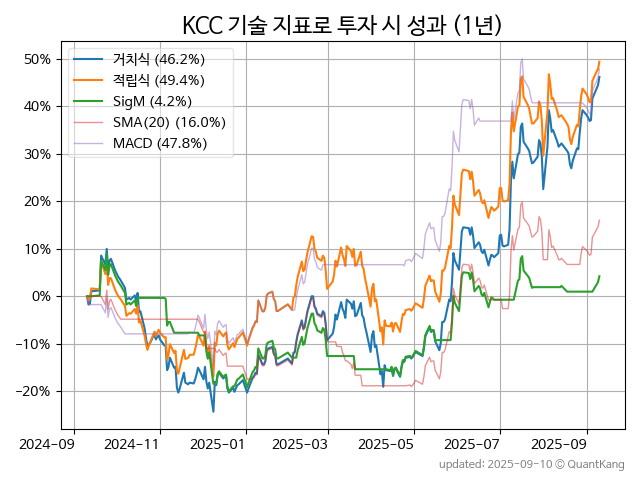 KCC 기술 지표로 투자 시 성과 (1년)
거치식 (46.2%)
적립식 (49.4%)
SigM (4.2%)
SMA(20) (16.0%)
MACD (47.8%)
50%
40%
30%
20%
10%
0%
−10%
−20%
2024-09 2024-11 2025-01 2025-03 2025-05 2025-07 2025-09
updated: 2025-09-10 © QuantKang